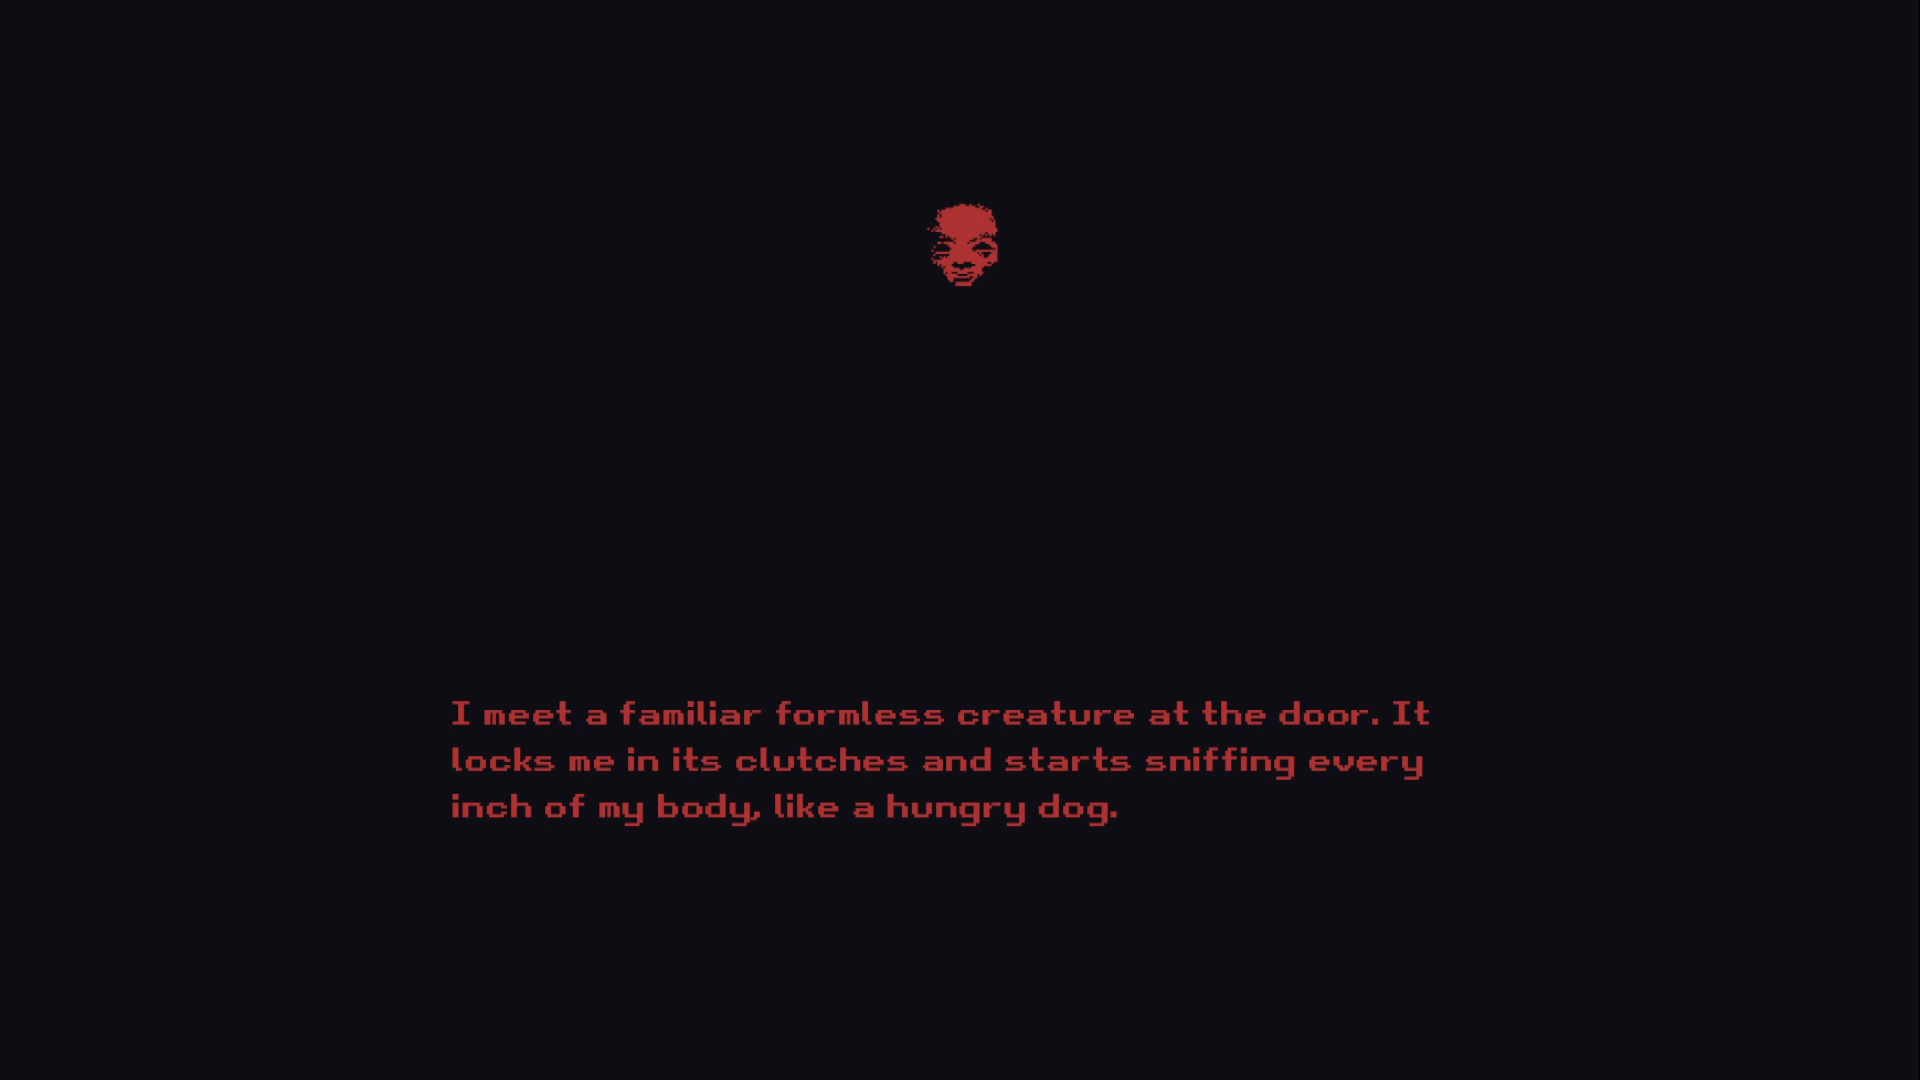 I meet a familiar formless creature at the door. It
locks me in its clutches and starts sniffing every
inch of my body, like a hungry dog.